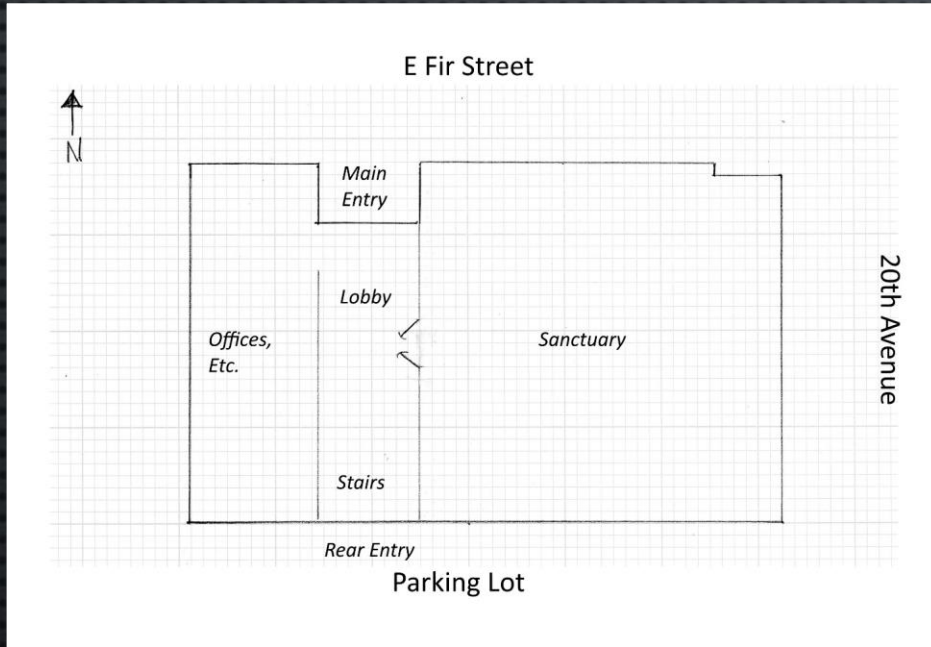 E Fir Street
N
Main
Entry
Lobby
Offices,
Etc.
Sanctuary
20th Avenue
Stairs
Rear Entry
Parking Lot